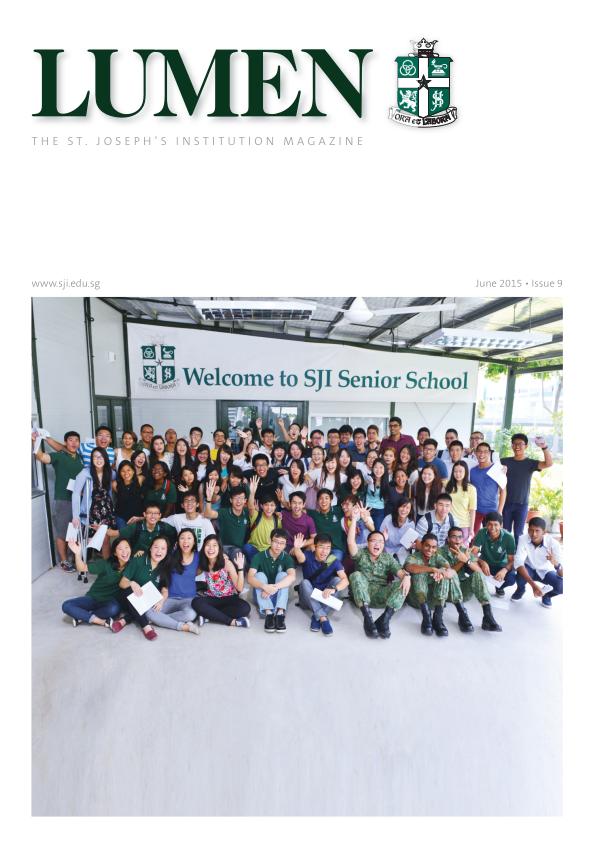 LUMEN
ORA et LABORA
THE ST. JOSEPH'S INSTITUTION MAGAZINE
www.sji.edu.sg
June 2015 • Issue 9
Welcome to SJI Senior School